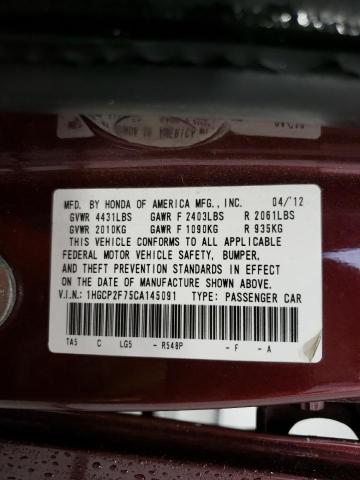 MFD. BY HONDA OF AMERICA MFG., INC. 04/12
GVWR 4431LBS GAWR F 2403LBS R 2061LBS
GVWR 2010KG GAWR F 1090KG R 935KG
THIS VEHICLE CONFORMS TO ALL APPLICABLE
FEDERAL MOTOR VEHICLE SAFETY, BUMPER,
AND THEFT PREVENTION STANDARDS IN EFFECT
ON THE DATE OF MANUFACTURE SHOWN ABOVE.
V.I.N: 1HGCP2F75CA145091 TYPE: PASSENGER CAR
TA5 C LG5 - R548P - F - A